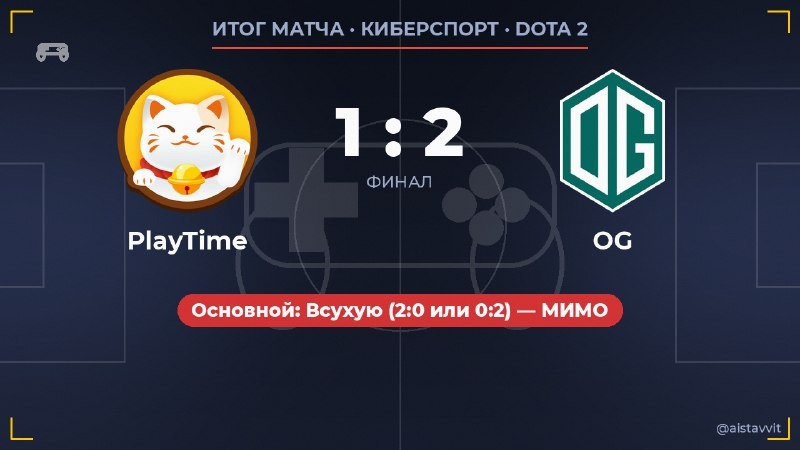 ИТОГ МАТЧА · КИБЕРСПОРТ · DOTA 2
1 : 2
ФИНАЛ
OG
PlayTime
OG
Основной: Всухую (2:0 или 0:2) — МИМО
@aistavvit